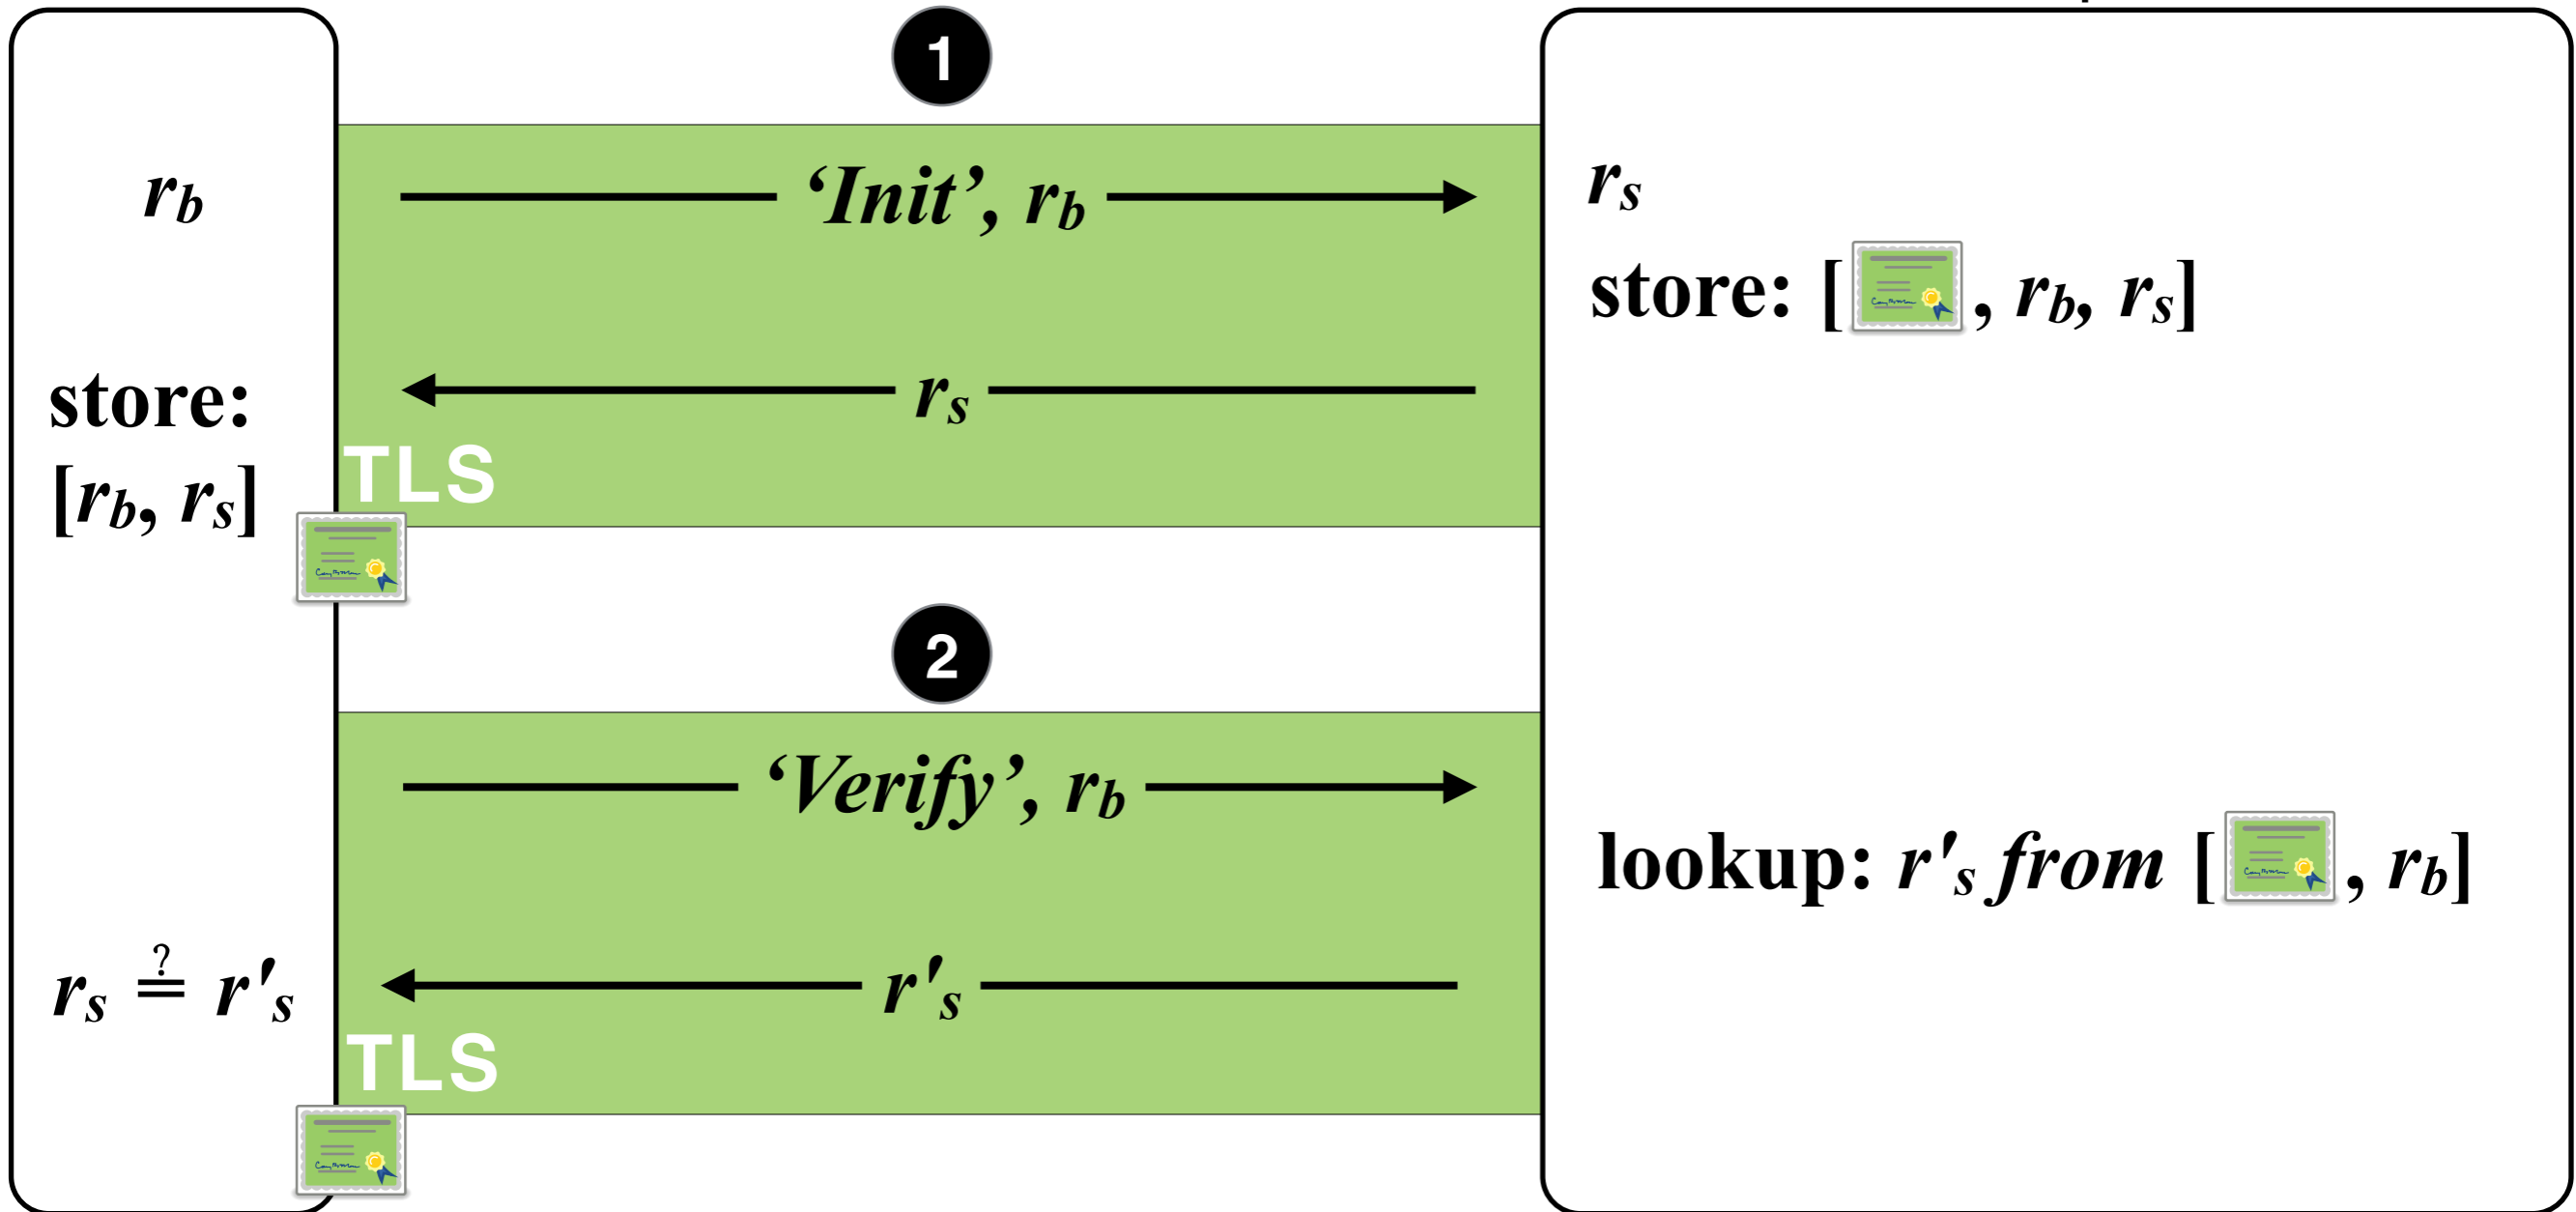 1
r_b
‘Init’, r_b
r_s
store: [ , r_b, r_s]
r_s
store:
[r_b, r_s]
TLS
2
‘Verify’, r_b
lookup: r'_s from [ , r_b]
r'_s
r_s ≟ r'_s
TLS